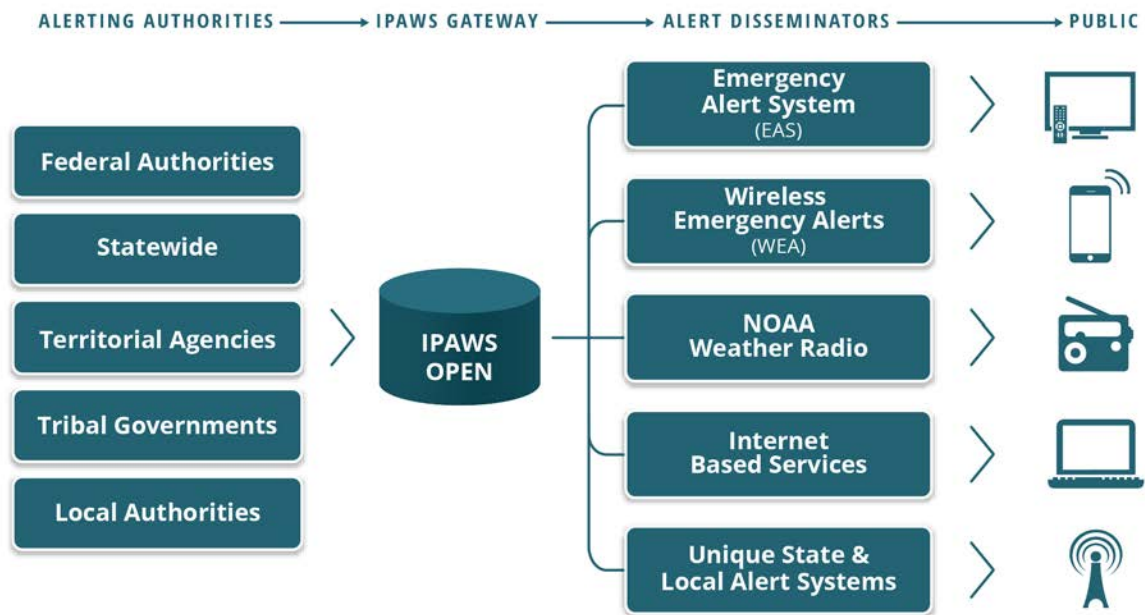 ALERTING AUTHORITIES
IPAWS GATEWAY
ALERT DISSEMINATORS
PUBLIC
Federal Authorities
Statewide
Territorial Agencies
Tribal Governments
Local Authorities
IPAWS
OPEN
Emergency
Alert System
(EAS)
Wireless
Emergency Alerts
(WEA)
NOAA
Weather Radio
Internet
Based Services
Unique State &
Local Alert Systems